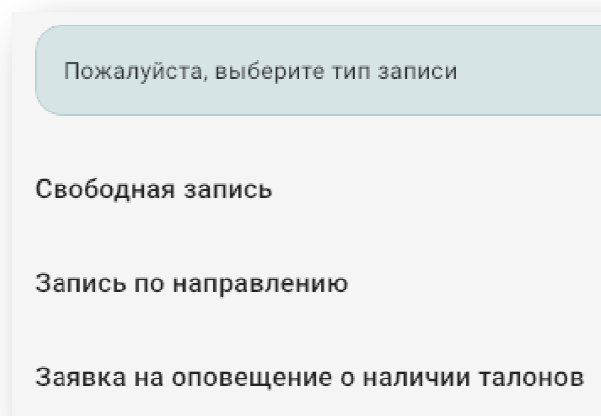 Пожалуйста, выберите тип записи
Свободная запись
Запись по направлению
Заявка на оповещение о наличии талонов